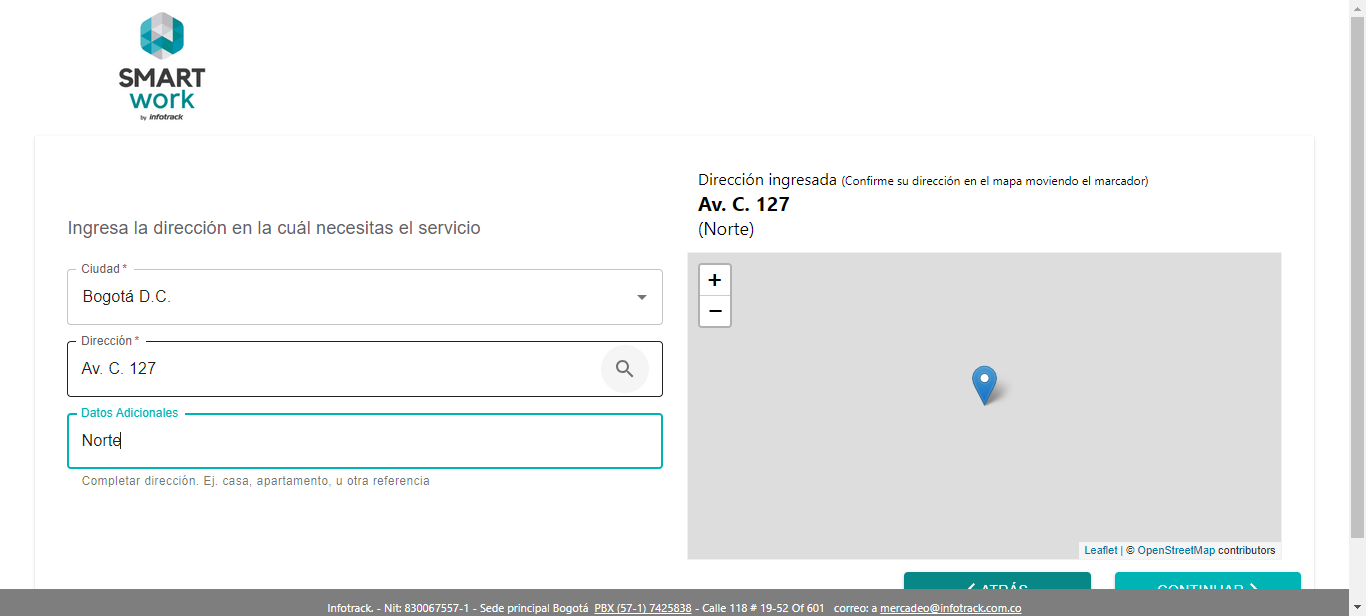 SMART
work
by infotrack
Ingresa la dirección en la cuál necesitas el servicio
Ciudad *
Bogotá D.C.
Dirección *
Av. C. 127
Datos Adicionales
Norte
Completar dirección. Ej. casa, apartamento, u otra referencia
Dirección ingresada (Confirme su dirección en el mapa moviendo el marcador)
Av. C. 127
(Norte)
+
−
Leaflet | © OpenStreetMap contributors
ATRÁS
CONTINUAR
Infotrack. - Nit: 830067557-1 - Sede principal Bogotá PBX (57-1) 7425838 - Calle 118 # 19-52 Of 601 correo: a mercadeo@infotrack.com.co